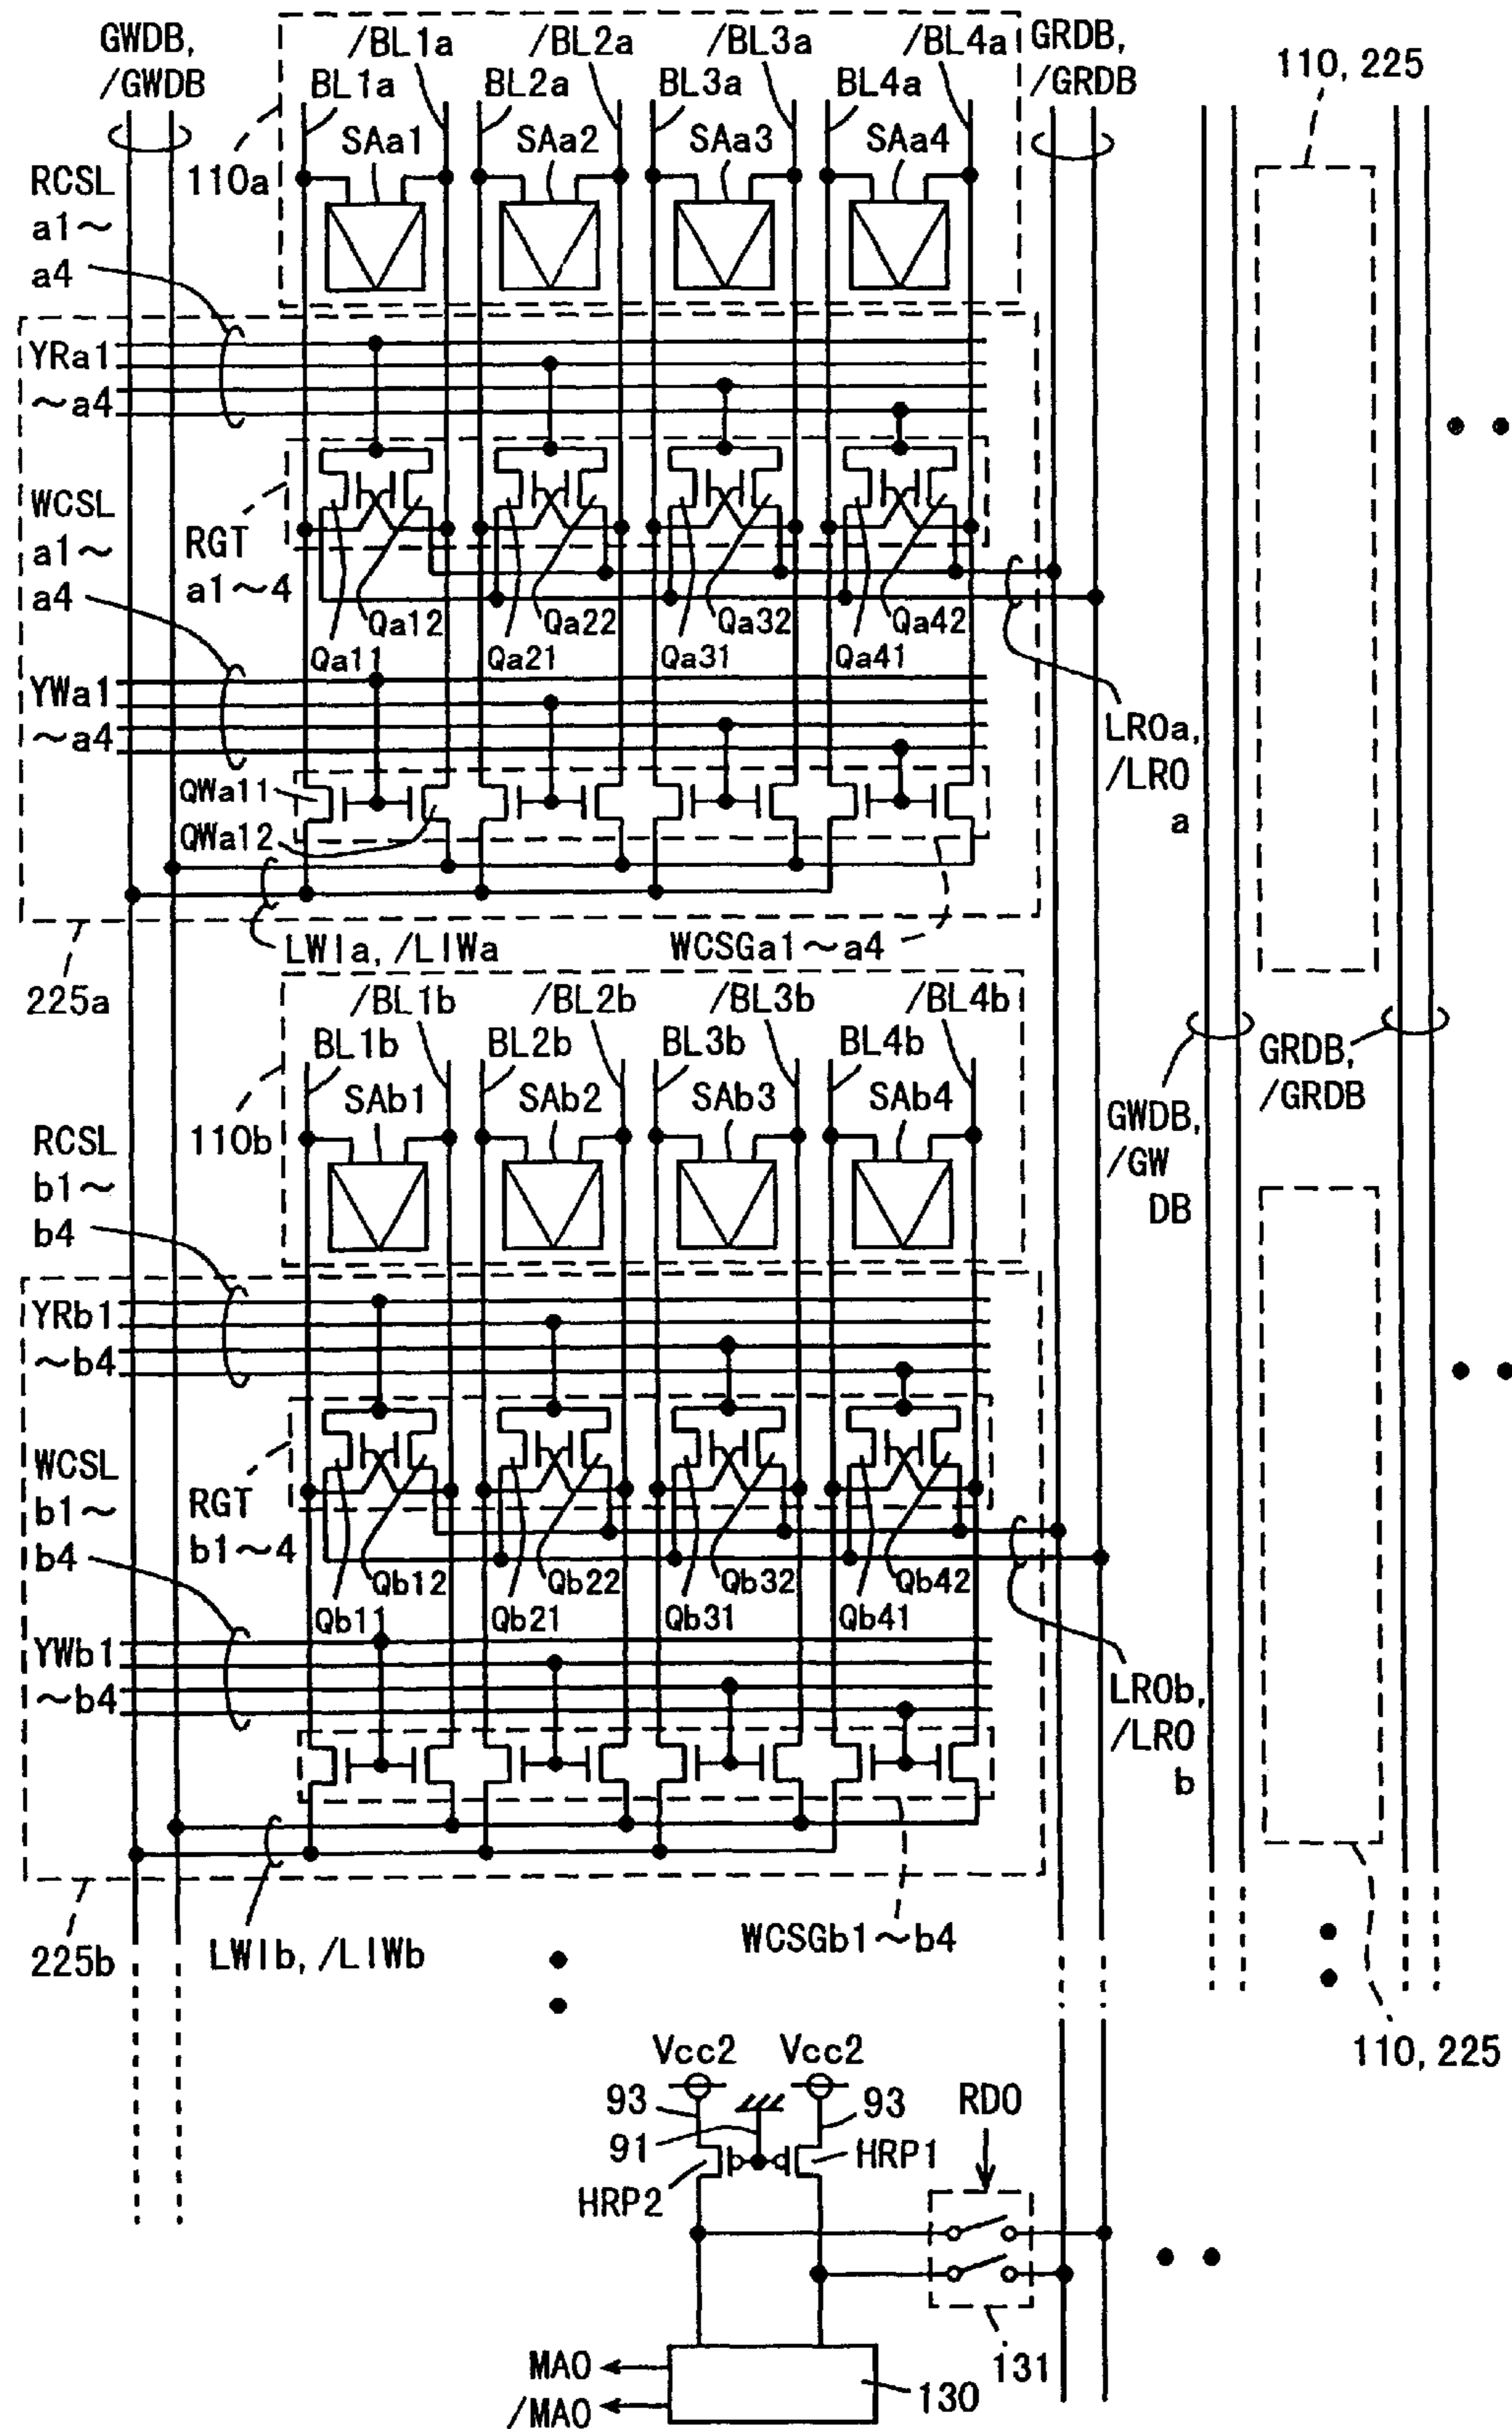 GWDB,
/GWDB
/BL1a
/BL2a
/BL3a
/BL4a
GRDB,
/GRDB
BL1a
BL2a
BL3a
BL4a
110, 225
SAa1
SAa2
SAa3
SAa4
110a
RCSL
a1~
a4
YRa1
~a4
WCSL
a1~
a4
RGT
a1~4
Qa12
Qa22
Qa32
Qa42
Qa11
Qa21
Qa31
Qa41
YWa1
~a4
LROa,
/LRO
a
QWa11
QWa12
LWIa, /LIWa
WCSGa1~a4
225a
/BL1b
/BL2b
/BL3b
/BL4b
BL1b
BL2b
BL3b
BL4b
GRDB,
/GRDB
SAb1
SAb2
SAb3
SAb4
110b
GWDB,
/GW
DB
RCSL
b1~
b4
YRb1
~b4
WCSL
b1~
b4
RGT
b1~4
Qb12
Qb22
Qb32
Qb42
Qb11
Qb21
Qb31
Qb41
YWb1
~b4
LROb,
/LRO
b
225b
LWIb, /LIWb
WCSGb1~b4
110, 225
Vcc2
Vcc2
93
91
93
RDO
HRP2
HRP1
131
MAO
/MAO
130